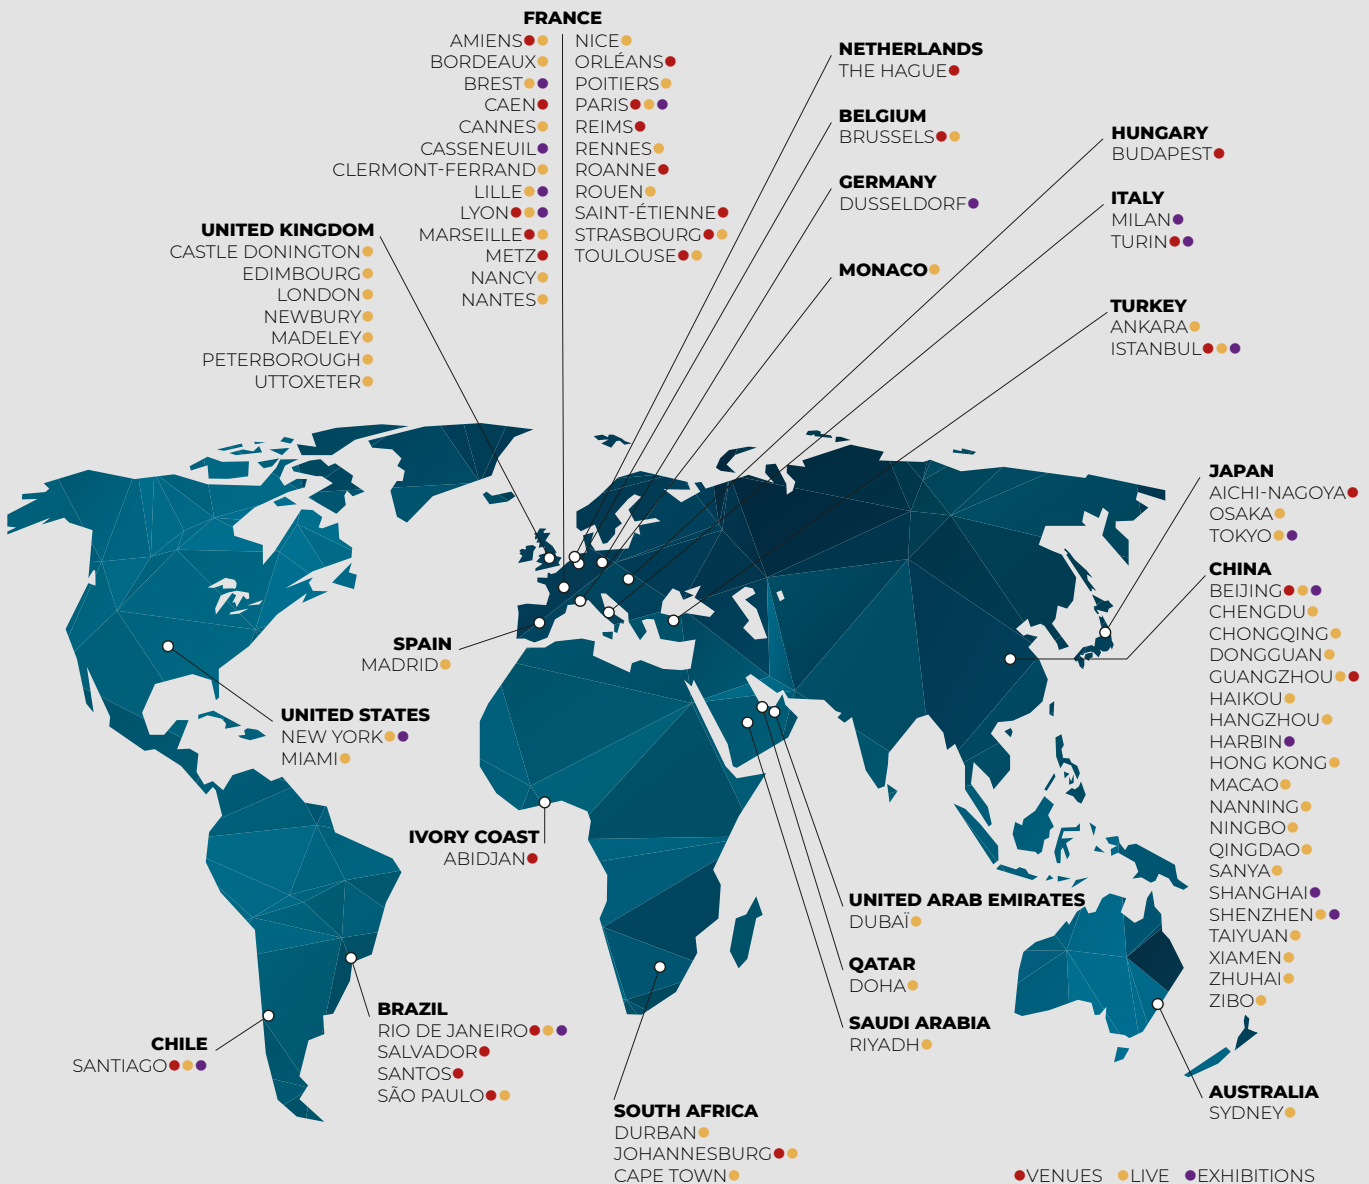 FRANCE
AMIENS
BORDEAUX
BREST
CAEN
CANNES
CASSENEUIL
CLERMONT-FERRAND
LILLE
LYON
MARSEILLE
METZ
NANCY
NANTES
NICE
ORLÉANS
POITIERS
PARIS
REIMS
RENNES
ROANNE
ROUEN
SAINT-ÉTIENNE
STRASBOURG
TOULOUSE
NETHERLANDS
THE HAGUE
BELGIUM
BRUSSELS
GERMANY
DUSSELDORF
MONACO
HUNGARY
BUDAPEST
ITALY
MILAN
TURIN
TURKEY
ANKARA
ISTANBUL
UNITED KINGDOM
CASTLE DONINGTON
EDIMBOURG
LONDON
NEWBURY
MADELEY
PETERBOROUGH
UTTOXETER
JAPAN
AICHI-NAGOYA
OSAKA
TOKYO
CHINA
BEIJING
CHENGDU
CHONGQING
DONGGUAN
GUANGZHOU
HAIKOU
HANGZHOU
HARBIN
HONG KONG
MACAO
NANNING
NINGBO
QINGDAO
SANYA
SHANGHAI
SHENZHEN
TAIYUAN
XIAMEN
ZHUHAI
ZIBO
SPAIN
MADRID
UNITED STATES
NEW YORK
MIAMI
IVORY COAST
ABIDJAN
UNITED ARAB EMIRATES
DUBAÏ
QATAR
DOHA
SAUDI ARABIA
RIYADH
BRAZIL
RIO DE JANEIRO
SALVADOR
SANTOS
SÃO PAULO
CHILE
SANTIAGO
SOUTH AFRICA
DURBAN
JOHANNESBURG
CAPE TOWN
AUSTRALIA
SYDNEY
VENUES LIVE EXHIBITIONS